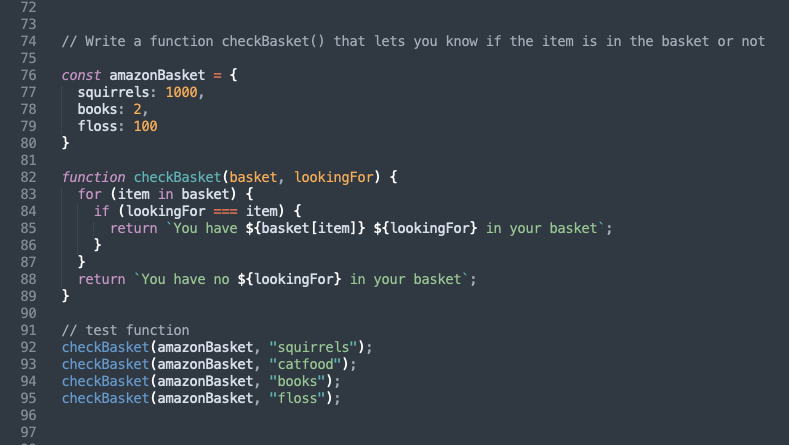 72
73
74 // Write a function checkBasket() that lets you know if the item is in the basket or not
75
76 const amazonBasket = {
77   squirrels: 1000,
78   books: 2,
79   floss: 100
80 }
81
82 function checkBasket(basket, lookingFor) {
83   for (item in basket) {
84     if (lookingFor === item) {
85       return `You have ${basket[item]} ${lookingFor} in your basket`;
86     }
87   }
88   return `You have no ${lookingFor} in your basket`;
89 }
90
91 // test function
92 checkBasket(amazonBasket, "squirrels");
93 checkBasket(amazonBasket, "catfood");
94 checkBasket(amazonBasket, "books");
95 checkBasket(amazonBasket, "floss");
96
97